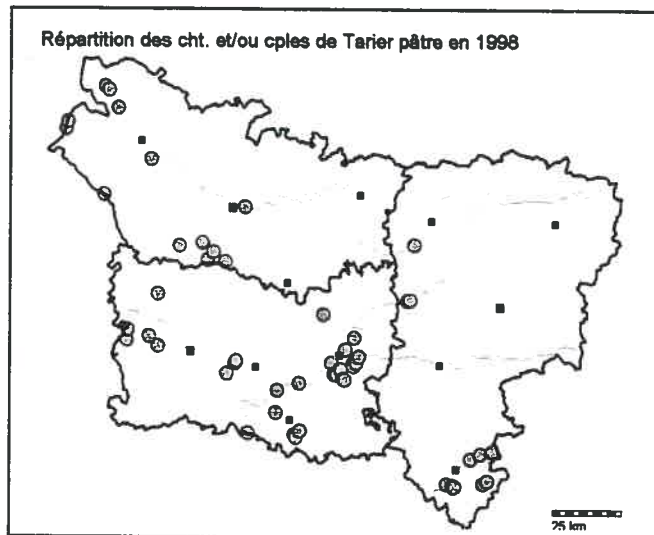 Répartition des cht. et/ou cples de Tarier pâtre en 1998
25 km